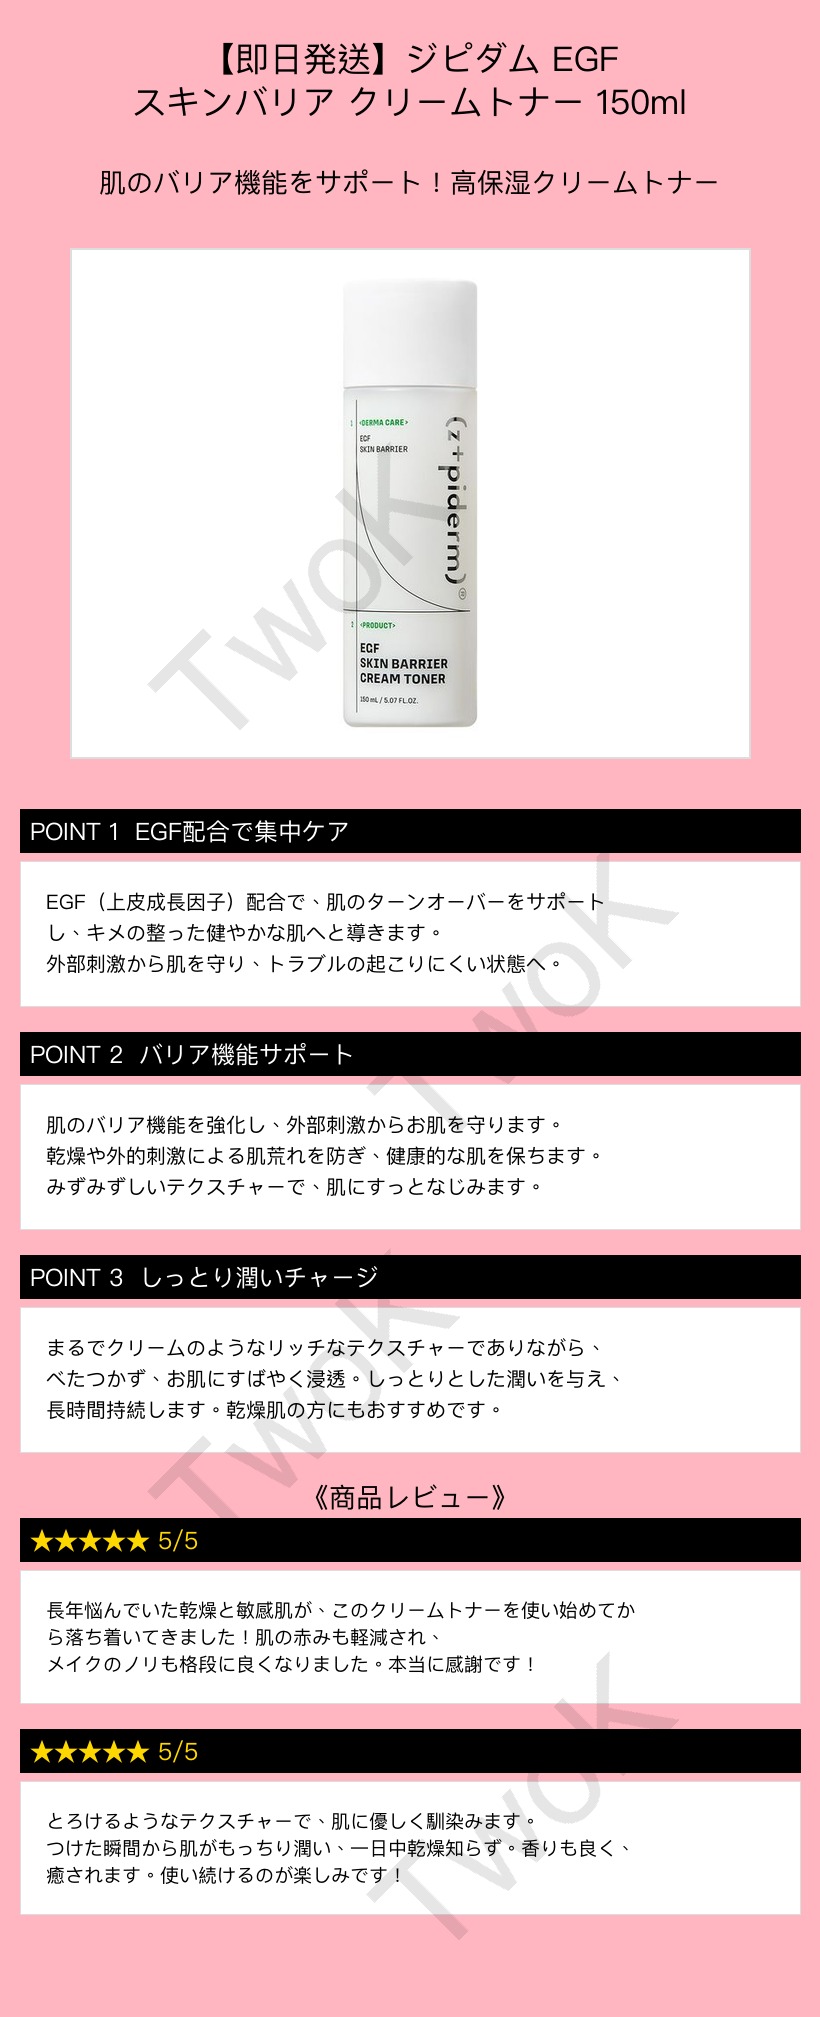 【即日発送】ジピダム EGF
スキンバリア クリームトナー 150ml
肌のバリア機能をサポート！高保湿クリームトナー
1 <DERMA CARE>
EGF
SKIN BARRIER
(z+piderm)
2 <PRODUCT>
EGF
SKIN BARRIER
CREAM TONER
150 mL / 5.07 FL.OZ.
TwoK
POINT 1 EGF配合で集中ケア
EGF（上皮成長因子）配合で、肌のターンオーバーをサポート
し、キメの整った健やかな肌へと導きます。
外部刺激から肌を守り、トラブルの起こりにくい状態へ。
TwoK
POINT 2 バリア機能サポート
肌のバリア機能を強化し、外部刺激からお肌を守ります。
乾燥や外的刺激による肌荒れを防ぎ、健康的な肌を保ちます。
みずみずしいテクスチャーで、肌にすっとなじみます。
POINT 3 しっとり潤いチャージ
まるでクリームのようなリッチなテクスチャーでありながら、
べたつかず、お肌にすばやく浸透。しっとりとした潤いを与え、
長時間持続します。乾燥肌の方にもおすすめです。
TwoK
《商品レビュー》
★★★★★ 5/5
長年悩んでいた乾燥と敏感肌が、このクリームトナーを使い始めてか
ら落ち着いてきました！肌の赤みも軽減され、
メイクのノリも格段に良くなりました。本当に感謝です！
★★★★★ 5/5
とろけるようなテクスチャーで、肌に優しく馴染みます。
つけた瞬間から肌がもっちり潤い、一日中乾燥知らず。香りも良く、
癒されます。使い続けるのが楽しみです！
TwoK